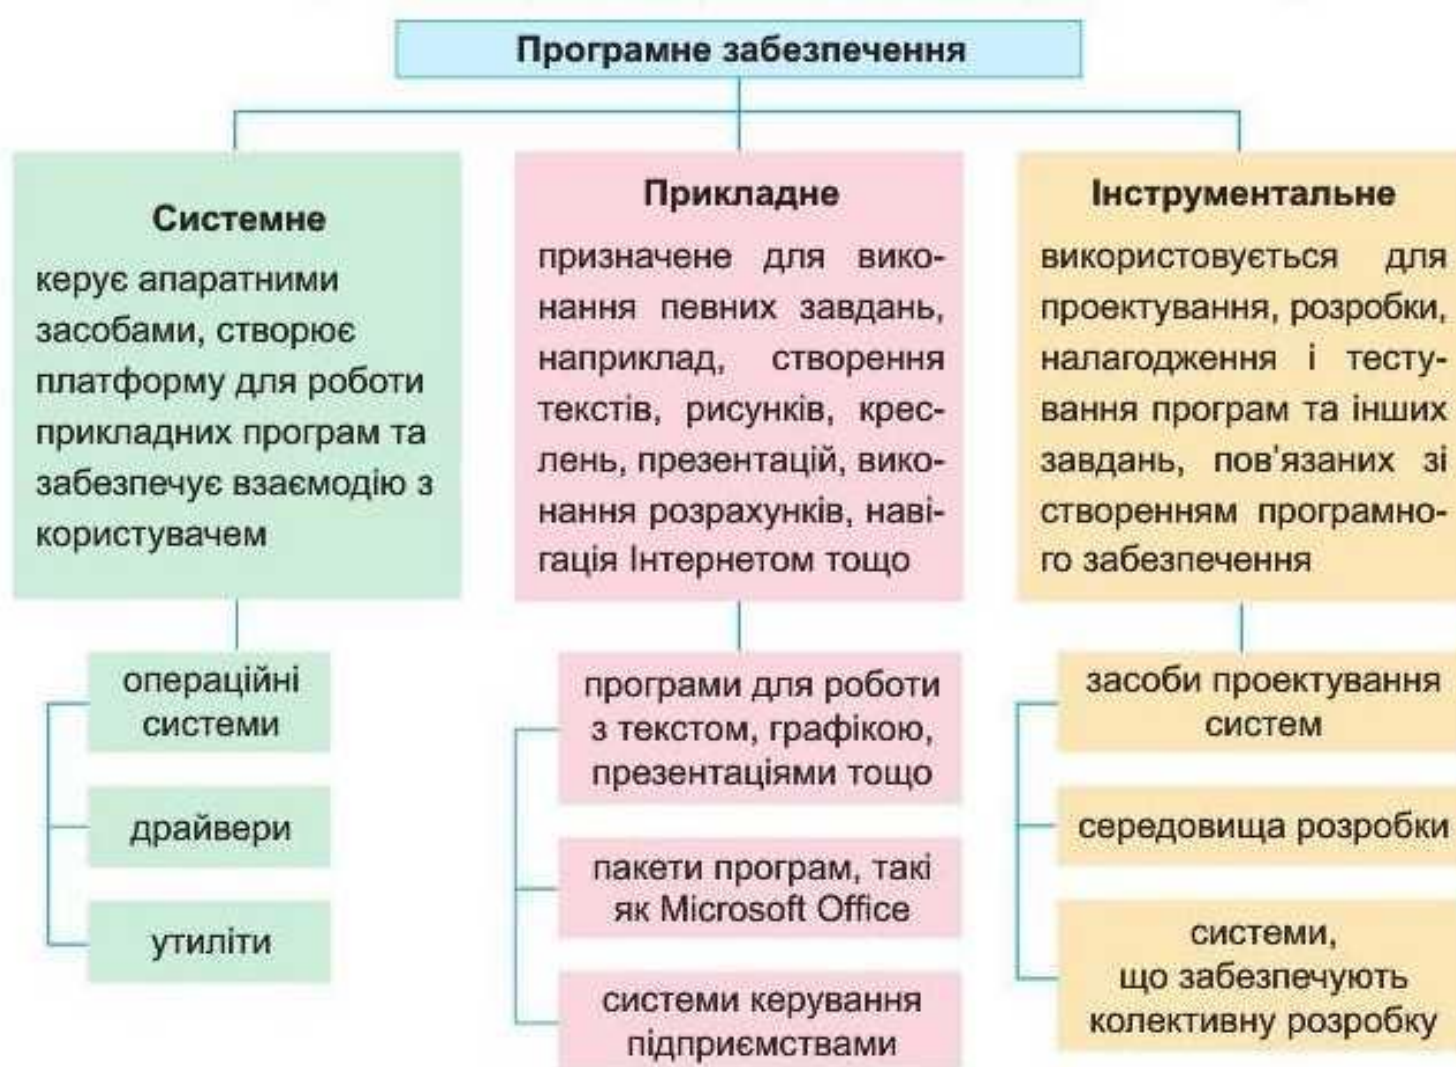 Програмне забезпечення
Системне
керує апаратними
засобами, створює
платформу для роботи
прикладних програм та
забезпечує взаємодію з
користувачем
операційні
системи
драйвери
утиліти
Прикладне
призначене для вико-
нання певних завдань,
наприклад, створення
текстів, рисунків, крес-
лень, презентацій, вико-
нання розрахунків, наві-
гація Інтернетом тощо
програми для роботи
з текстом, графікою,
презентаціями тощо
пакети програм, такі
як Microsoft Office
системи керування
підприємствами
Інструментальне
використовується для
проектування, розробки,
налагодження і тесту-
вання програм та інших
завдань, пов’язаних зі
створенням програмно-
го забезпечення
засоби проектування
систем
середовища розробки
системи,
що забезпечують
колективну розробку